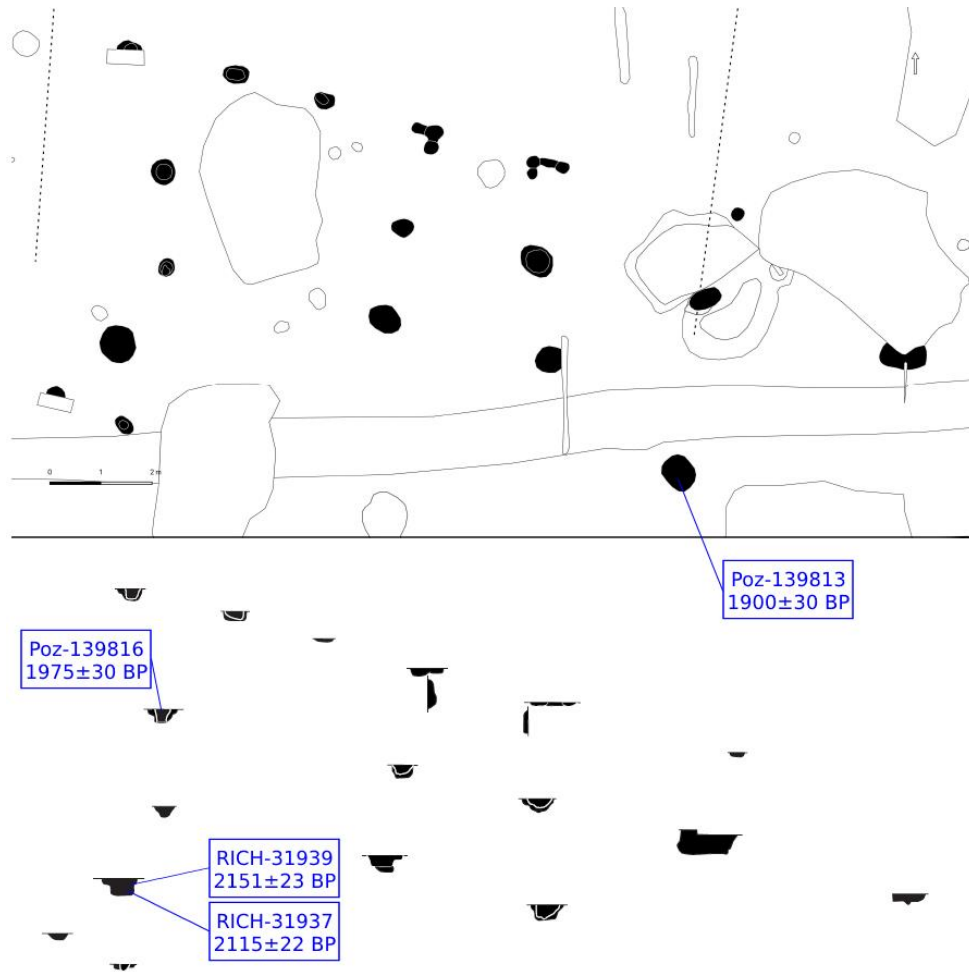 0 1 2 m
Poz-139813
1900±30 BP
Poz-139816
1975±30 BP
RICH-31939
2151±23 BP
RICH-31937
2115±22 BP